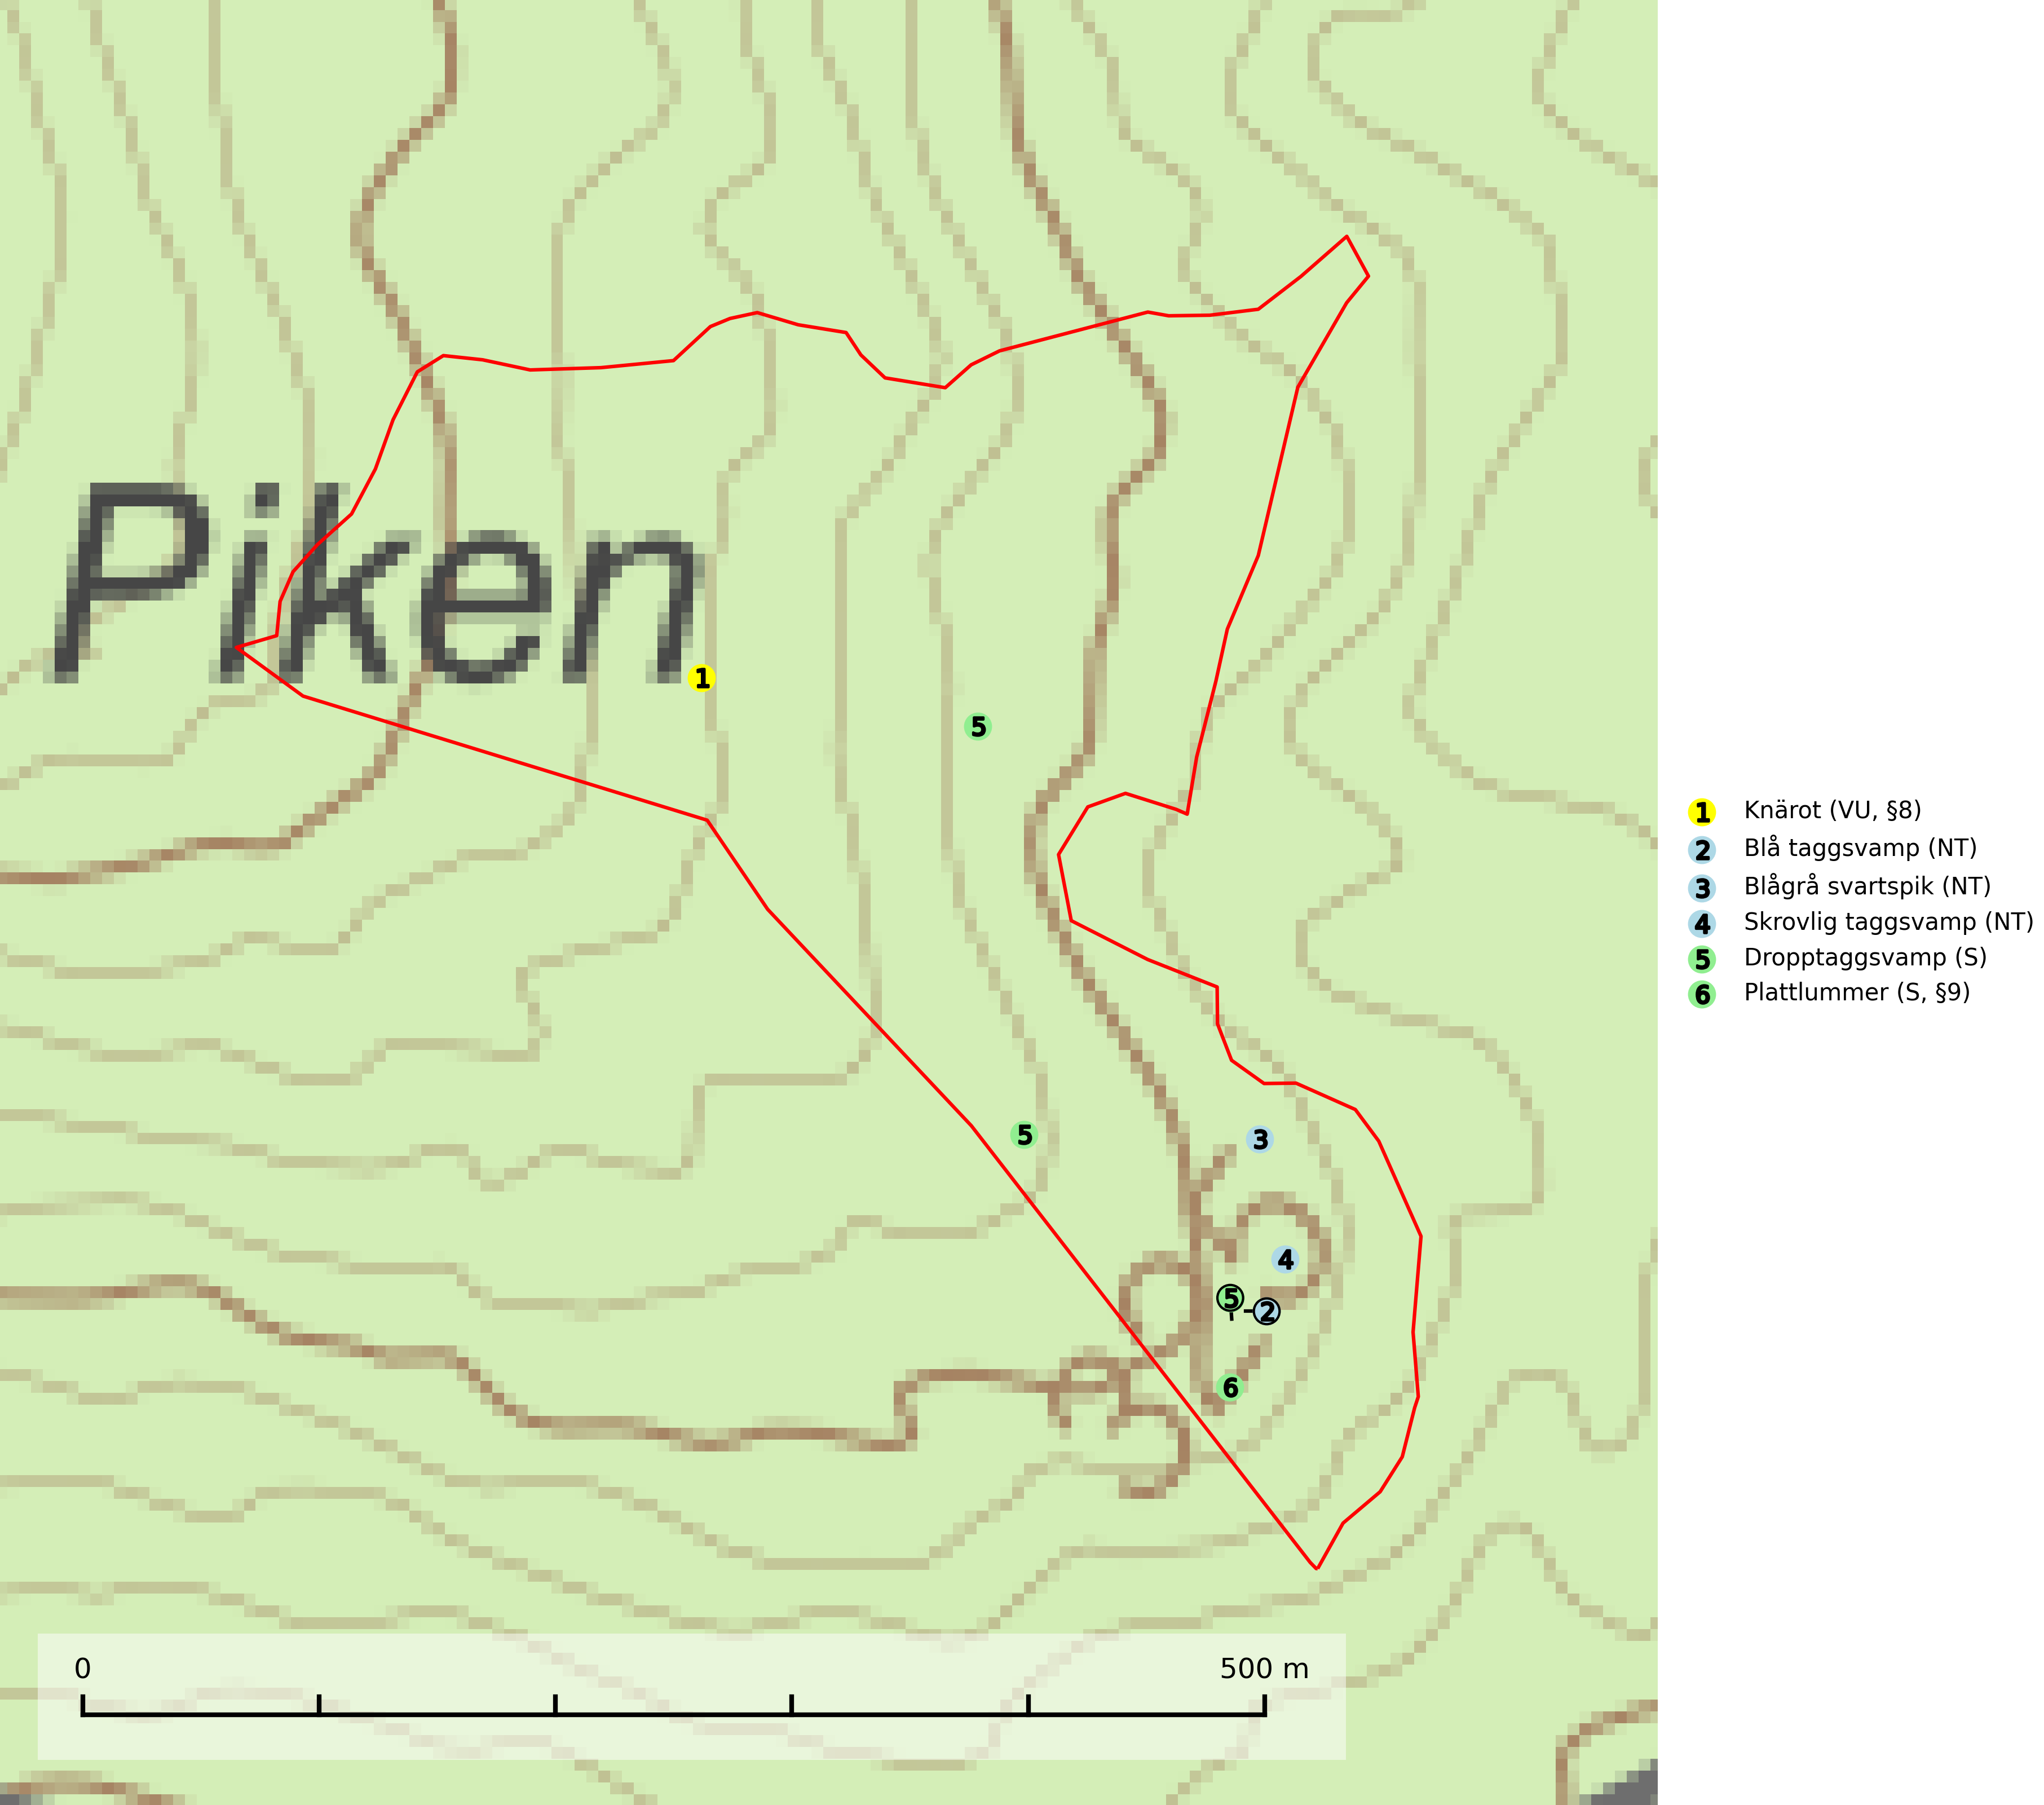 Piken
1
5
5
3
4
5
2
6
0 500 m
1 Knärot (VU, §8)
2 Blå taggsvamp (NT)
3 Blågrå svartspik (NT)
4 Skrovlig taggsvamp (NT)
5 Dropptaggsvamp (S)
6 Plattlummer (S, §9)